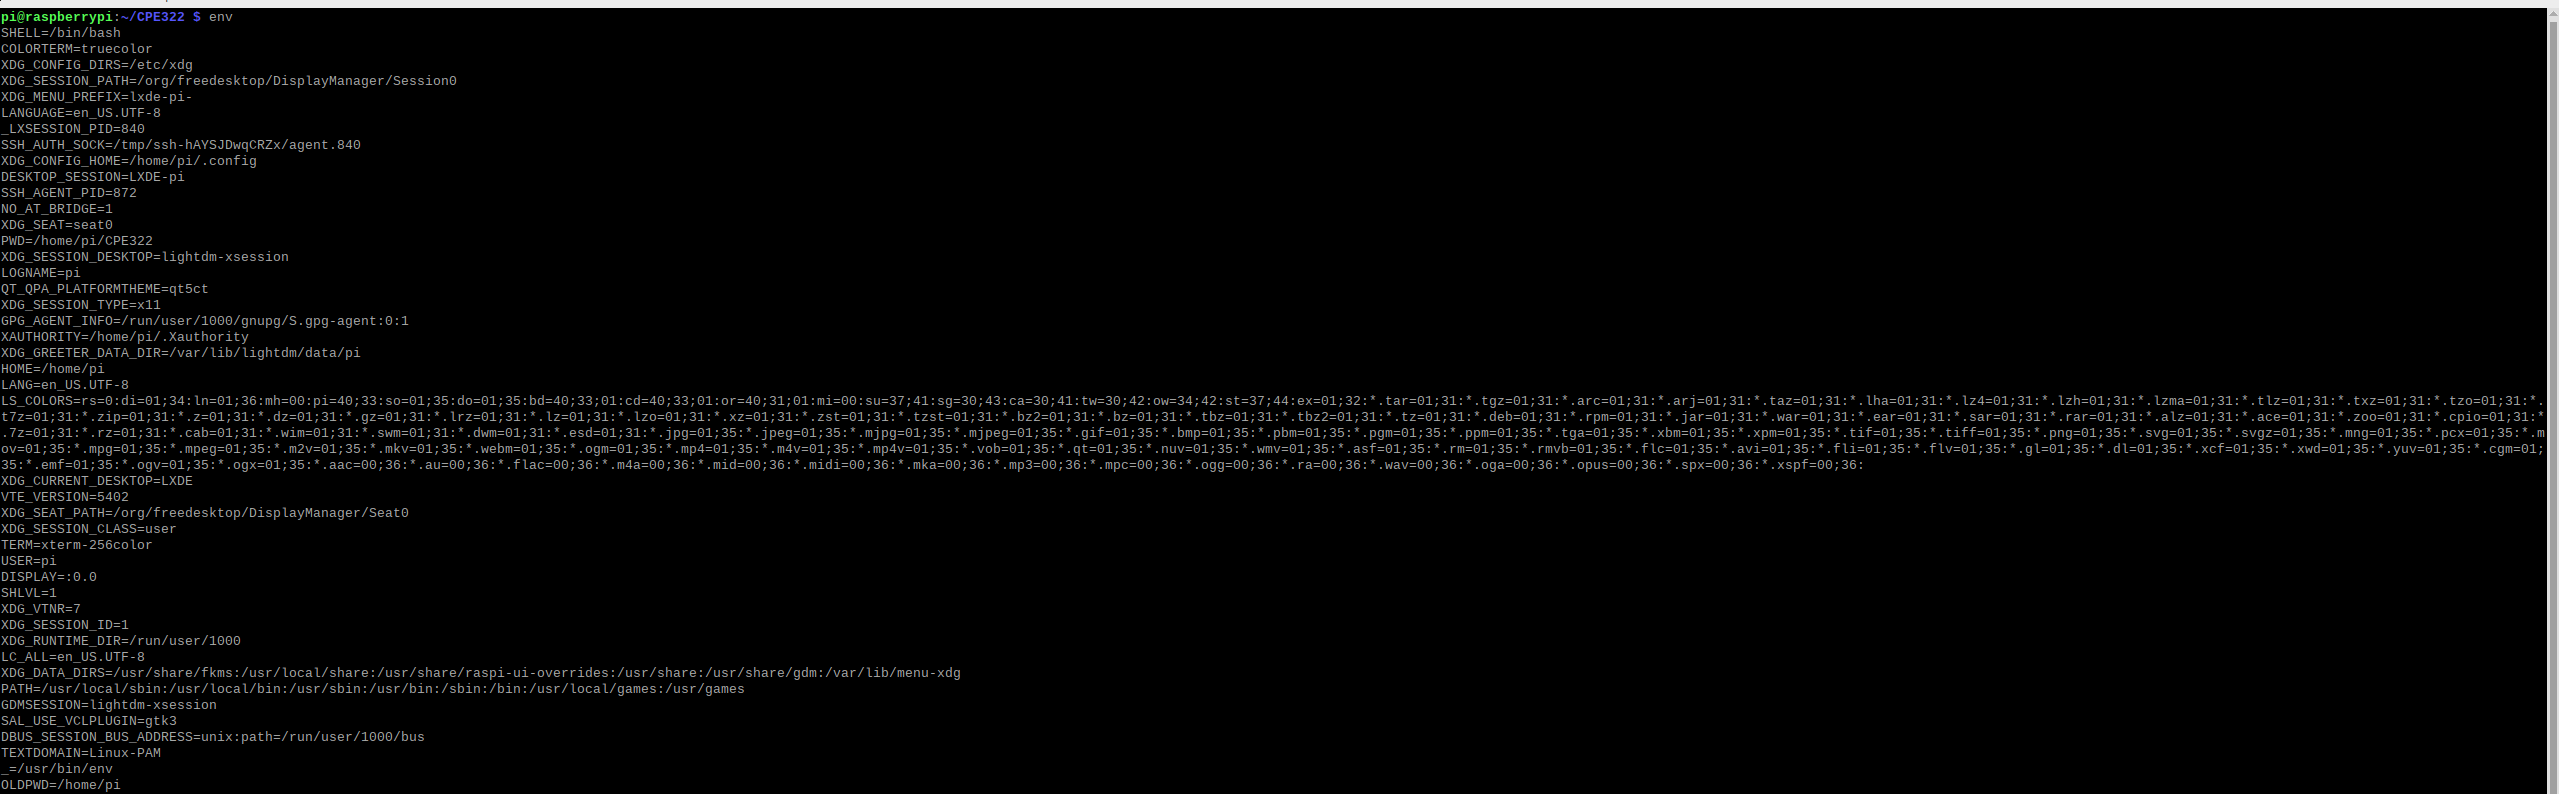 pi@raspberrypi:~/CPE322 $ env
SHELL=/bin/bash
COLORTERM=truecolor
XDG_CONFIG_DIRS=/etc/xdg
XDG_SESSION_PATH=/org/freedesktop/DisplayManager/Session0
XDG_MENU_PREFIX=lxde-pi-
LANGUAGE=en_US.UTF-8
_LXSESSION_PID=840
SSH_AUTH_SOCK=/tmp/ssh-hAYSJDwqCRZx/agent.840
XDG_CONFIG_HOME=/home/pi/.config
DESKTOP_SESSION=LXDE-pi
SSH_AGENT_PID=872
NO_AT_BRIDGE=1
XDG_SEAT=seat0
PWD=/home/pi/CPE322
XDG_SESSION_DESKTOP=lightdm-xsession
LOGNAME=pi
QT_QPA_PLATFORMTHEME=qt5ct
XDG_SESSION_TYPE=x11
GPG_AGENT_INFO=/run/user/1000/gnupg/S.gpg-agent:0:1
XAUTHORITY=/home/pi/.Xauthority
XDG_GREETER_DATA_DIR=/var/lib/lightdm/data/pi
HOME=/home/pi
LANG=en_US.UTF-8
LS_COLORS=rs=0:di=01;34:ln=01;36:mh=00:pi=40;33:so=01;35:do=01;35:bd=40;33;01:cd=40;33;01:or=40;31;01:mi=00:su=37;41:sg=30;43:ca=30;41:tw=30;42:ow=34;42:st=37;44:ex=01;32:*.tar=01;31:*.tgz=01;31:*.arc=01;31:*.arj=01;31:*.taz=01;31:*.lha=01;31:*.lz4=01;31:*.lzh=01;31:*.lzma=01;31:*.tlz=01;31:*.txz=01;31:*.tzo=01;31:*.
t7z=01;31:*.zip=01;31:*.z=01;31:*.dz=01;31:*.gz=01;31:*.lrz=01;31:*.lz=01;31:*.lzo=01;31:*.xz=01;31:*.zst=01;31:*.tzst=01;31:*.bz2=01;31:*.bz=01;31:*.tbz=01;31:*.tbz2=01;31:*.tz=01;31:*.deb=01;31:*.rpm=01;31:*.jar=01;31:*.war=01;31:*.ear=01;31:*.sar=01;31:*.rar=01;31:*.alz=01;31:*.ace=01;31:*.zoo=01;31:*.cpio=01;31:*
.7z=01;31:*.rz=01;31:*.cab=01;31:*.wim=01;31:*.swm=01;31:*.dwm=01;31:*.esd=01;31:*.jpg=01;35:*.jpeg=01;35:*.mjpg=01;35:*.mjpeg=01;35:*.gif=01;35:*.bmp=01;35:*.pbm=01;35:*.pgm=01;35:*.ppm=01;35:*.tga=01;35:*.xbm=01;35:*.xpm=01;35:*.tif=01;35:*.tiff=01;35:*.png=01;35:*.svg=01;35:*.svgz=01;35:*.mng=01;35:*.pcx=01;35:*.m
ov=01;35:*.mpg=01;35:*.mpeg=01;35:*.m2v=01;35:*.mkv=01;35:*.webm=01;35:*.ogm=01;35:*.mp4=01;35:*.m4v=01;35:*.mp4v=01;35:*.vob=01;35:*.qt=01;35:*.nuv=01;35:*.wmv=01;35:*.asf=01;35:*.rm=01;35:*.rmvb=01;35:*.flc=01;35:*.avi=01;35:*.fli=01;35:*.flv=01;35:*.gl=01;35:*.dl=01;35:*.xcf=01;35:*.xwd=01;35:*.yuv=01;35:*.cgm=01;
35:*.emf=01;35:*.ogv=01;35:*.ogx=01;35:*.aac=00;36:*.au=00;36:*.flac=00;36:*.m4a=00;36:*.mid=00;36:*.midi=00;36:*.mka=00;36:*.mp3=00;36:*.mpc=00;36:*.ogg=00;36:*.ra=00;36:*.wav=00;36:*.oga=00;36:*.opus=00;36:*.spx=00;36:*.xspf=00;36:
XDG_CURRENT_DESKTOP=LXDE
VTE_VERSION=5402
XDG_SEAT_PATH=/org/freedesktop/DisplayManager/Seat0
XDG_SESSION_CLASS=user
TERM=xterm-256color
USER=pi
DISPLAY=:0.0
SHLVL=1
XDG_VTNR=7
XDG_SESSION_ID=1
XDG_RUNTIME_DIR=/run/user/1000
LC_ALL=en_US.UTF-8
XDG_DATA_DIRS=/usr/share/fkms:/usr/local/share:/usr/share/raspi-ui-overrides:/usr/share:/usr/share/gdm:/var/lib/menu-xdg
PATH=/usr/local/sbin:/usr/local/bin:/usr/sbin:/usr/bin:/sbin:/bin:/usr/local/games:/usr/games
GDMSESSION=lightdm-xsession
SAL_USE_VCLPLUGIN=gtk3
DBUS_SESSION_BUS_ADDRESS=unix:path=/run/user/1000/bus
TEXTDOMAIN=Linux-PAM
_=/usr/bin/env
OLDPWD=/home/pi